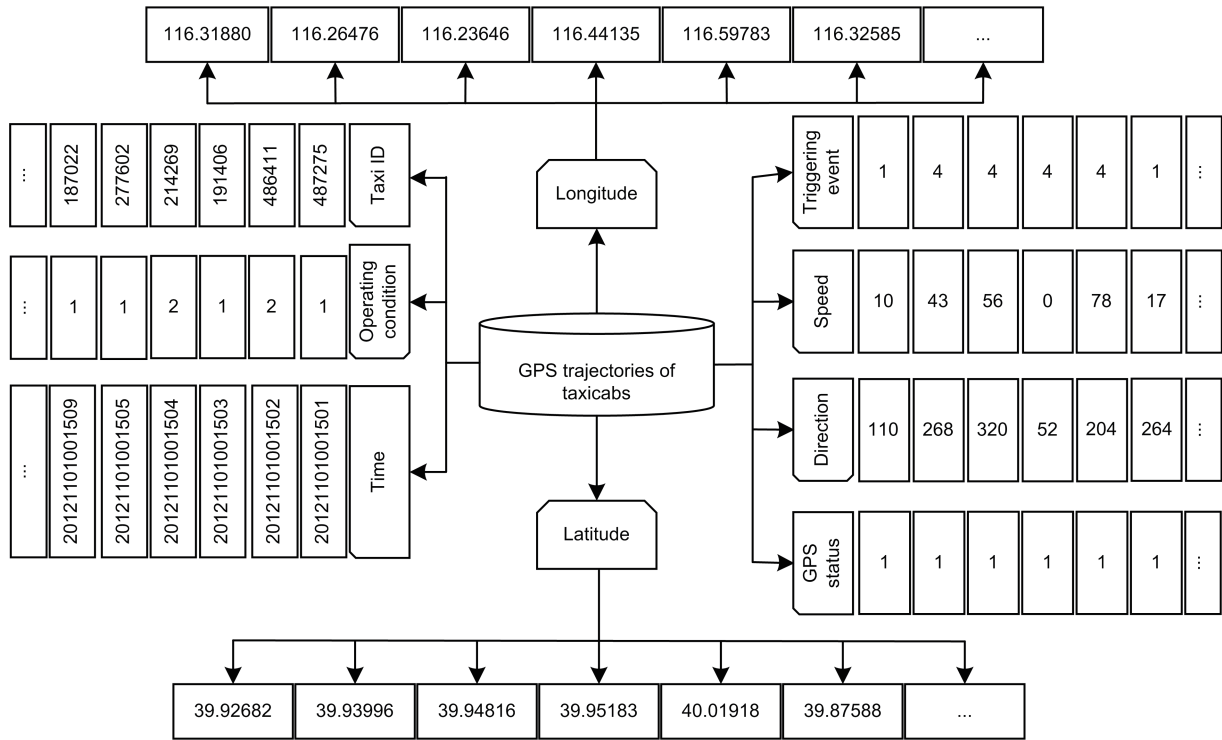 116.31880 116.26476 116.23646 116.44135 116.59783 116.32585 ...
... 187022 277602 214269 191406 486411 487275 Taxi ID
Longitude
Triggering
event
1 4 4 4 4 1 ...
... 1 1 2 1 2 1 Operating
condition
Speed 10 43 56 0 78 17 ...
GPS trajectories of
taxicabs
... 20121101001509 20121101001505 20121101001504 20121101001503 20121101001502 20121101001501 Time
Direction 110 268 320 52 204 264 ...
Latitude
GPS
status
1 1 1 1 1 1 ...
39.92682 39.93996 39.94816 39.95183 40.01918 39.87588 ...